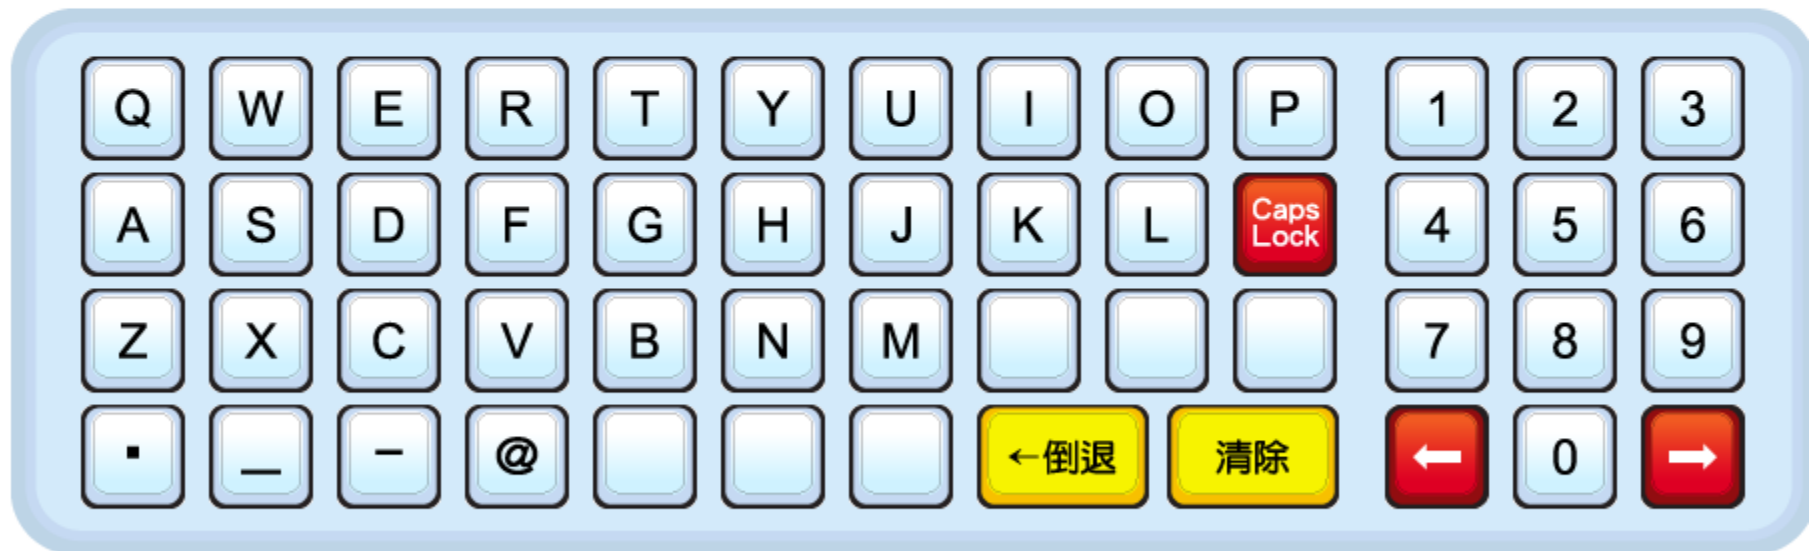 Q W E R T Y U I O P 1 2 3
A S D F G H J K L Caps Lock 4 5 6
Z X C V B N M 7 8 9
. _ - @ ←倒退 清除 ← 0 →